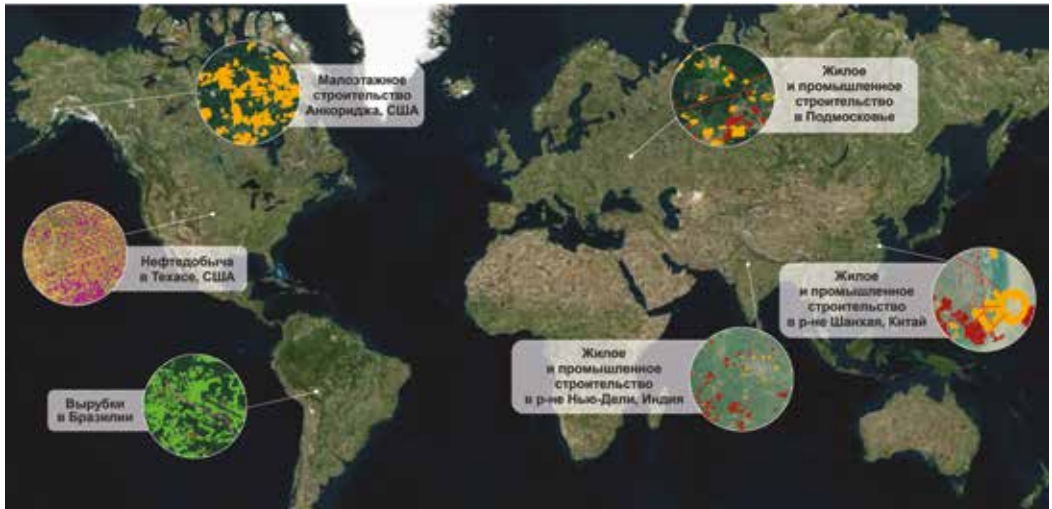 Малоэтажное
строительство
Анкориджа, США
Жилое
и промышленное
строительство
в Подмосковье
Нефтедобыча
в Техасе, США
Жилое
и промышленное
строительство
в р-не Шанхая, Китай
Жилое
и промышленное
строительство
в р-не Нью-Дели, Индия
Вырубки
в Бразилии